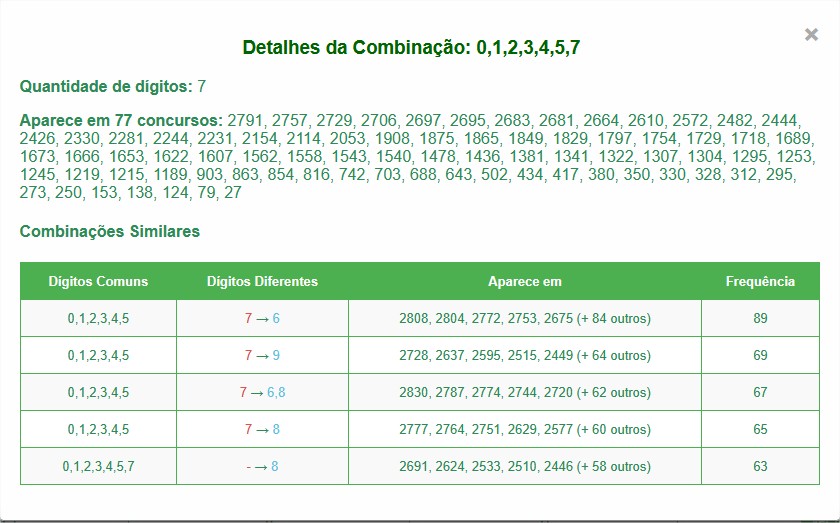 ×
Detalhes da Combinação: 0,1,2,3,4,5,7
Quantidade de dígitos: 7
Aparece em 77 concursos: 2791, 2757, 2729, 2706, 2697, 2695, 2683, 2681, 2664, 2610, 2572, 2482, 2444,
2426, 2330, 2281, 2244, 2231, 2154, 2114, 2053, 1908, 1875, 1865, 1849, 1829, 1797, 1754, 1729, 1718, 1689,
1673, 1666, 1653, 1622, 1607, 1562, 1558, 1543, 1540, 1478, 1436, 1381, 1341, 1322, 1307, 1304, 1295, 1253,
1245, 1219, 1215, 1189, 903, 863, 854, 816, 742, 703, 688, 643, 502, 434, 417, 380, 350, 330, 328, 312, 295,
273, 250, 153, 138, 124, 79, 27
Combinações Similares
Dígitos Comuns Dígitos Diferentes Aparece em Frequência
0,1,2,3,4,5 7 → 6 2808, 2804, 2772, 2753, 2675 (+ 84 outros) 89
0,1,2,3,4,5 7 → 9 2728, 2637, 2595, 2515, 2449 (+ 64 outros) 69
0,1,2,3,4,5 7 → 6,8 2830, 2787, 2774, 2744, 2720 (+ 62 outros) 67
0,1,2,3,4,5 7 → 8 2777, 2764, 2751, 2629, 2577 (+ 60 outros) 65
0,1,2,3,4,5,7 - → 8 2691, 2624, 2533, 2510, 2446 (+ 58 outros) 63